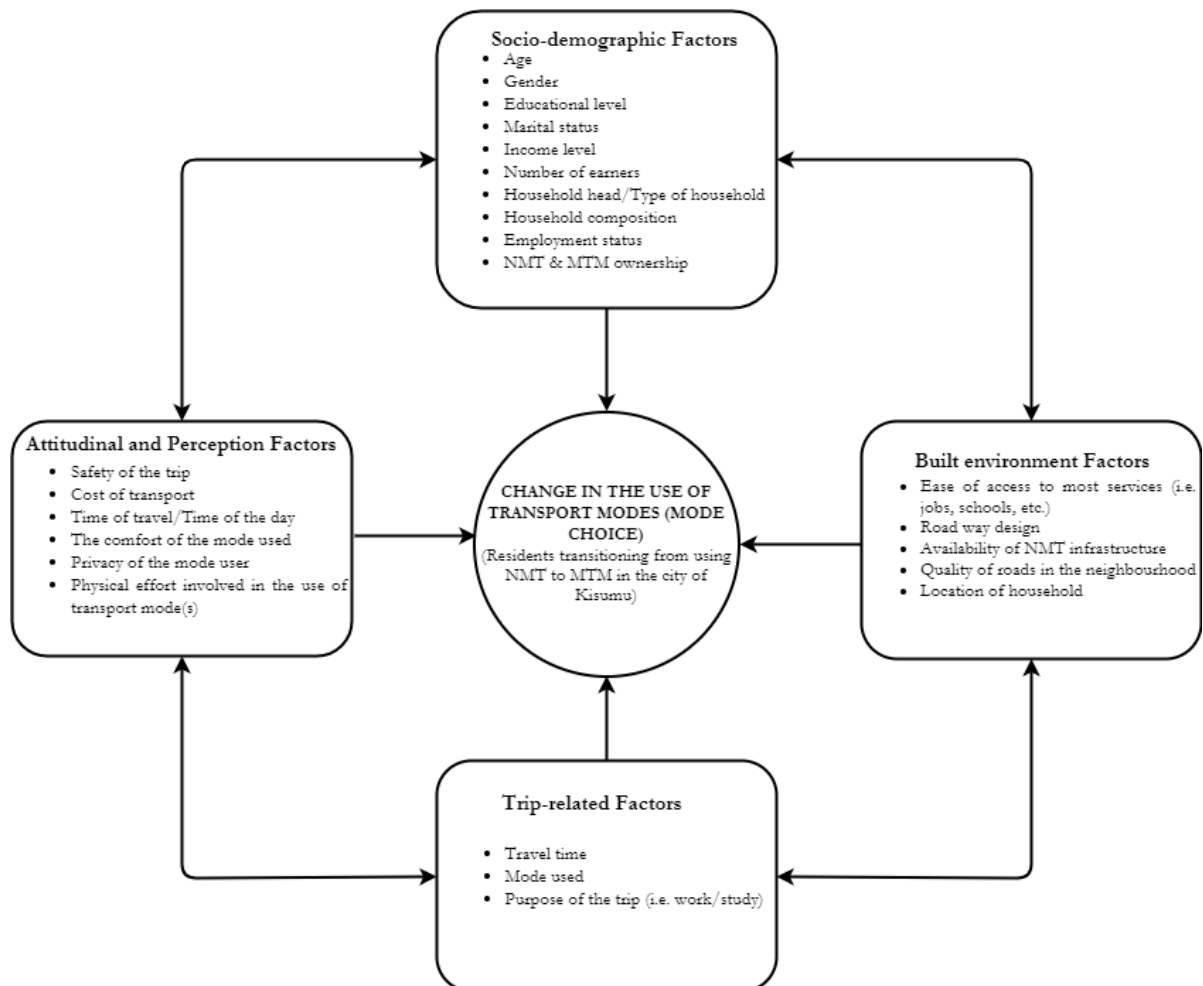 Socio-demographic Factors
• Age
• Gender
• Educational level
• Marital status
• Income level
• Number of earners
• Household head/Type of household
• Household composition
• Employment status
• NMT & MTM ownership
Attitudinal and Perception Factors
• Safety of the trip
• Cost of transport
• Time of travel/Time of the day
• The comfort of the mode used
• Privacy of the mode user
• Physical effort involved in the use of
transport mode(s)
CHANGE IN THE USE OF
TRANSPORT MODES (MODE
CHOICE)
(Residents transitioning from using
NMT to MTM in the city of
Kisumu)
Built environment Factors
• Ease of access to most services (i.e.
jobs, schools, etc.)
• Road way design
• Availability of NMT infrastructure
• Quality of roads in the neighbourhood
• Location of household
Trip-related Factors
• Travel time
• Mode used
• Purpose of the trip (i.e. work/study)